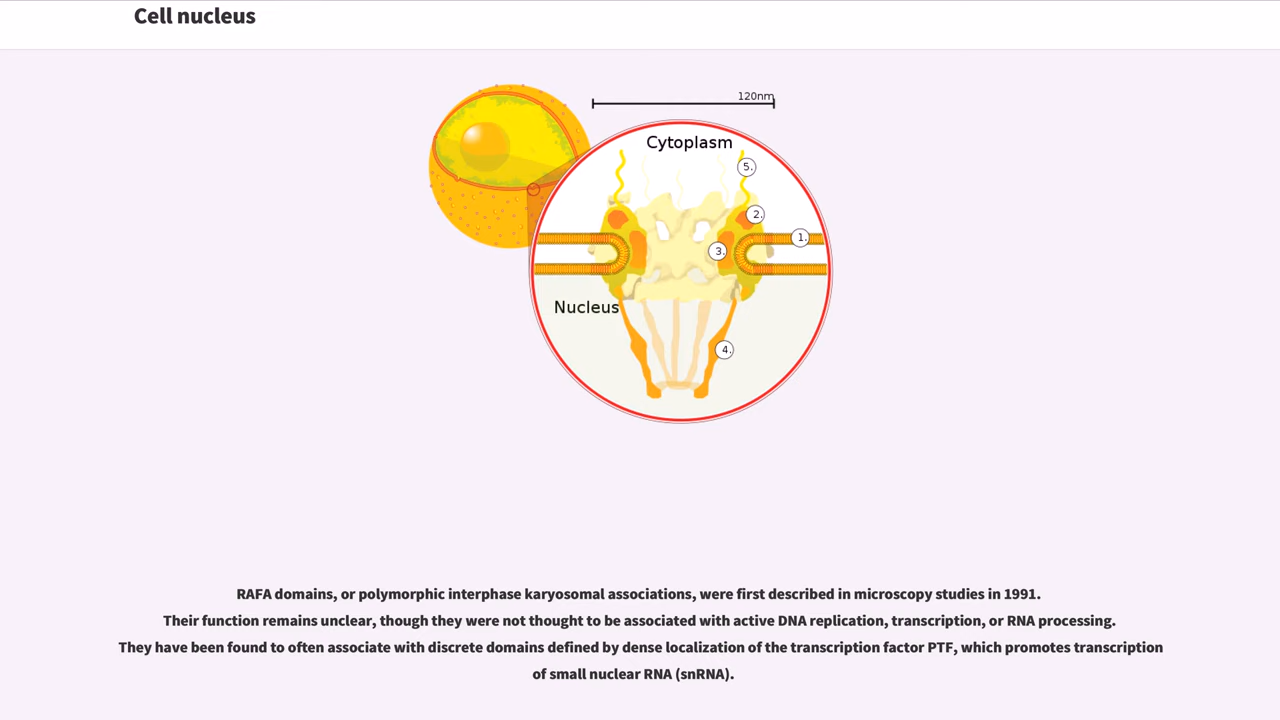 Cell nucleus
120nm
Cytoplasm
5.
2.
1.
3.
Nucleus
4.
RAFA domains, or polymorphic interphase karyosomal associations, were first described in microscopy studies in 1991.
Their function remains unclear, though they were not thought to be associated with active DNA replication, transcription, or RNA processing.
They have been found to often associate with discrete domains defined by dense localization of the transcription factor PTF, which promotes transcription
of small nuclear RNA (snRNA).